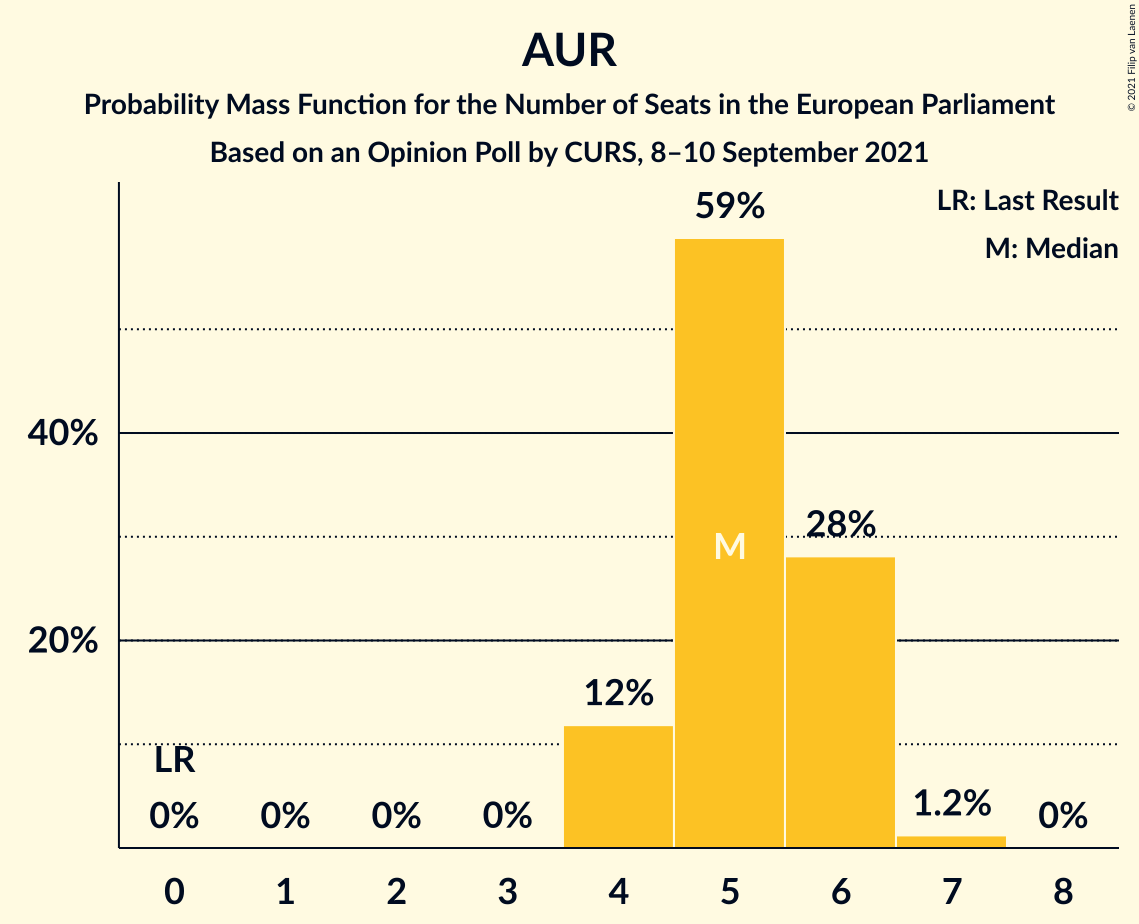 AUR
Probability Mass Function for the Number of Seats in the European Parliament
Based on an Opinion Poll by CURS, 8–10 September 2021
© 2021 Filip van Laenen
LR: Last Result
M: Median
59%
40%
28%
M
20%
12%
LR
0%
0%
0%
0%
1.2%
0%
0
1
2
3
4
5
6
7
8